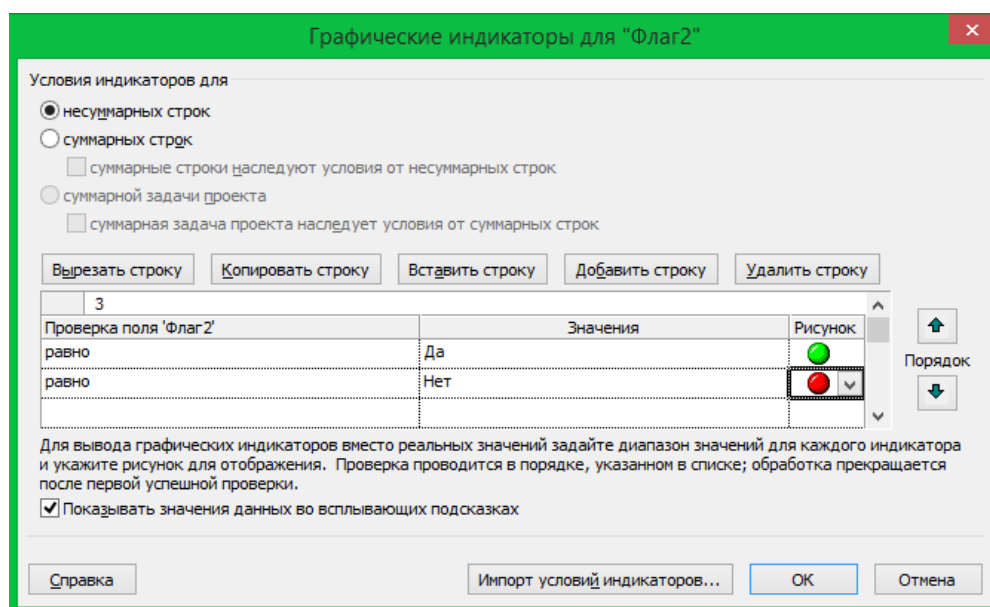 Графические индикаторы для "Флаг2"
Условия индикаторов для
несуммарных строк
суммарных строк
суммарные строки наследуют условия от несуммарных строк
суммарной задачи проекта
суммарная задача проекта наследует условия от суммарных строк
Вырезать строку Копировать строку Вставить строку Добавить строку Удалить строку
3
Проверка поля 'Флаг2' Значения Рисунок
равно Да
Порядок
равно Нет
Для вывода графических индикаторов вместо реальных значений задайте диапазон значений для каждого индикатора
и укажите рисунок для отображения. Проверка проводится в порядке, указанном в списке; обработка прекращается
после первой успешной проверки.
Показывать значения данных во всплывающих подсказках
Справка Импорт условий индикаторов... ОК Отмена